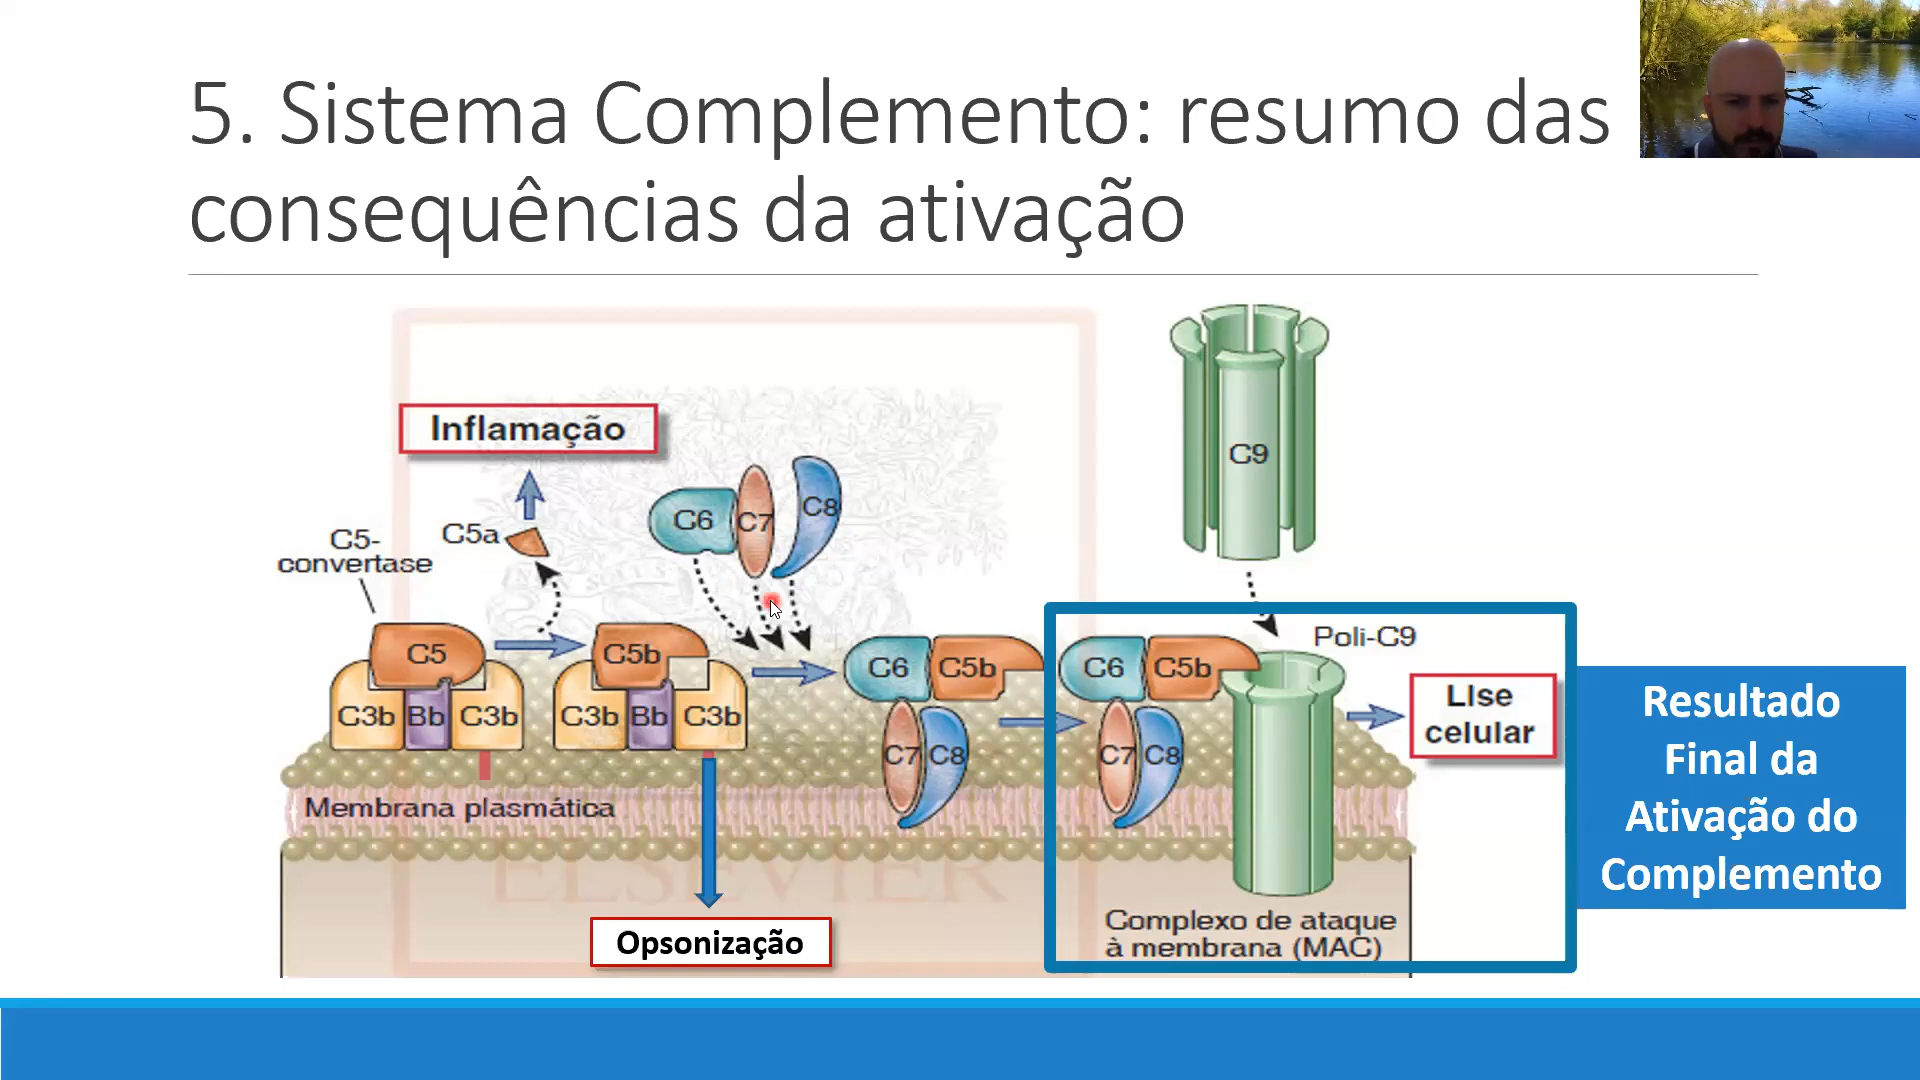 5. Sistema Complemento: resumo das
consequências da ativação
Inflamação
C9
C6
C7
C8
C5a
C5-
convertase
C5
C5b
C3b
Bb
C3b
C3b
Bb
C3b
C6
C5b
C7
C8
C6
C5b
C7
C8
Poli-C9
LIse
celular
Resultado
Final da
Ativação do
Complemento
Membrana plasmática
ELSEVIER
Opsonização
Complexo de ataque
à membrana (MAC)